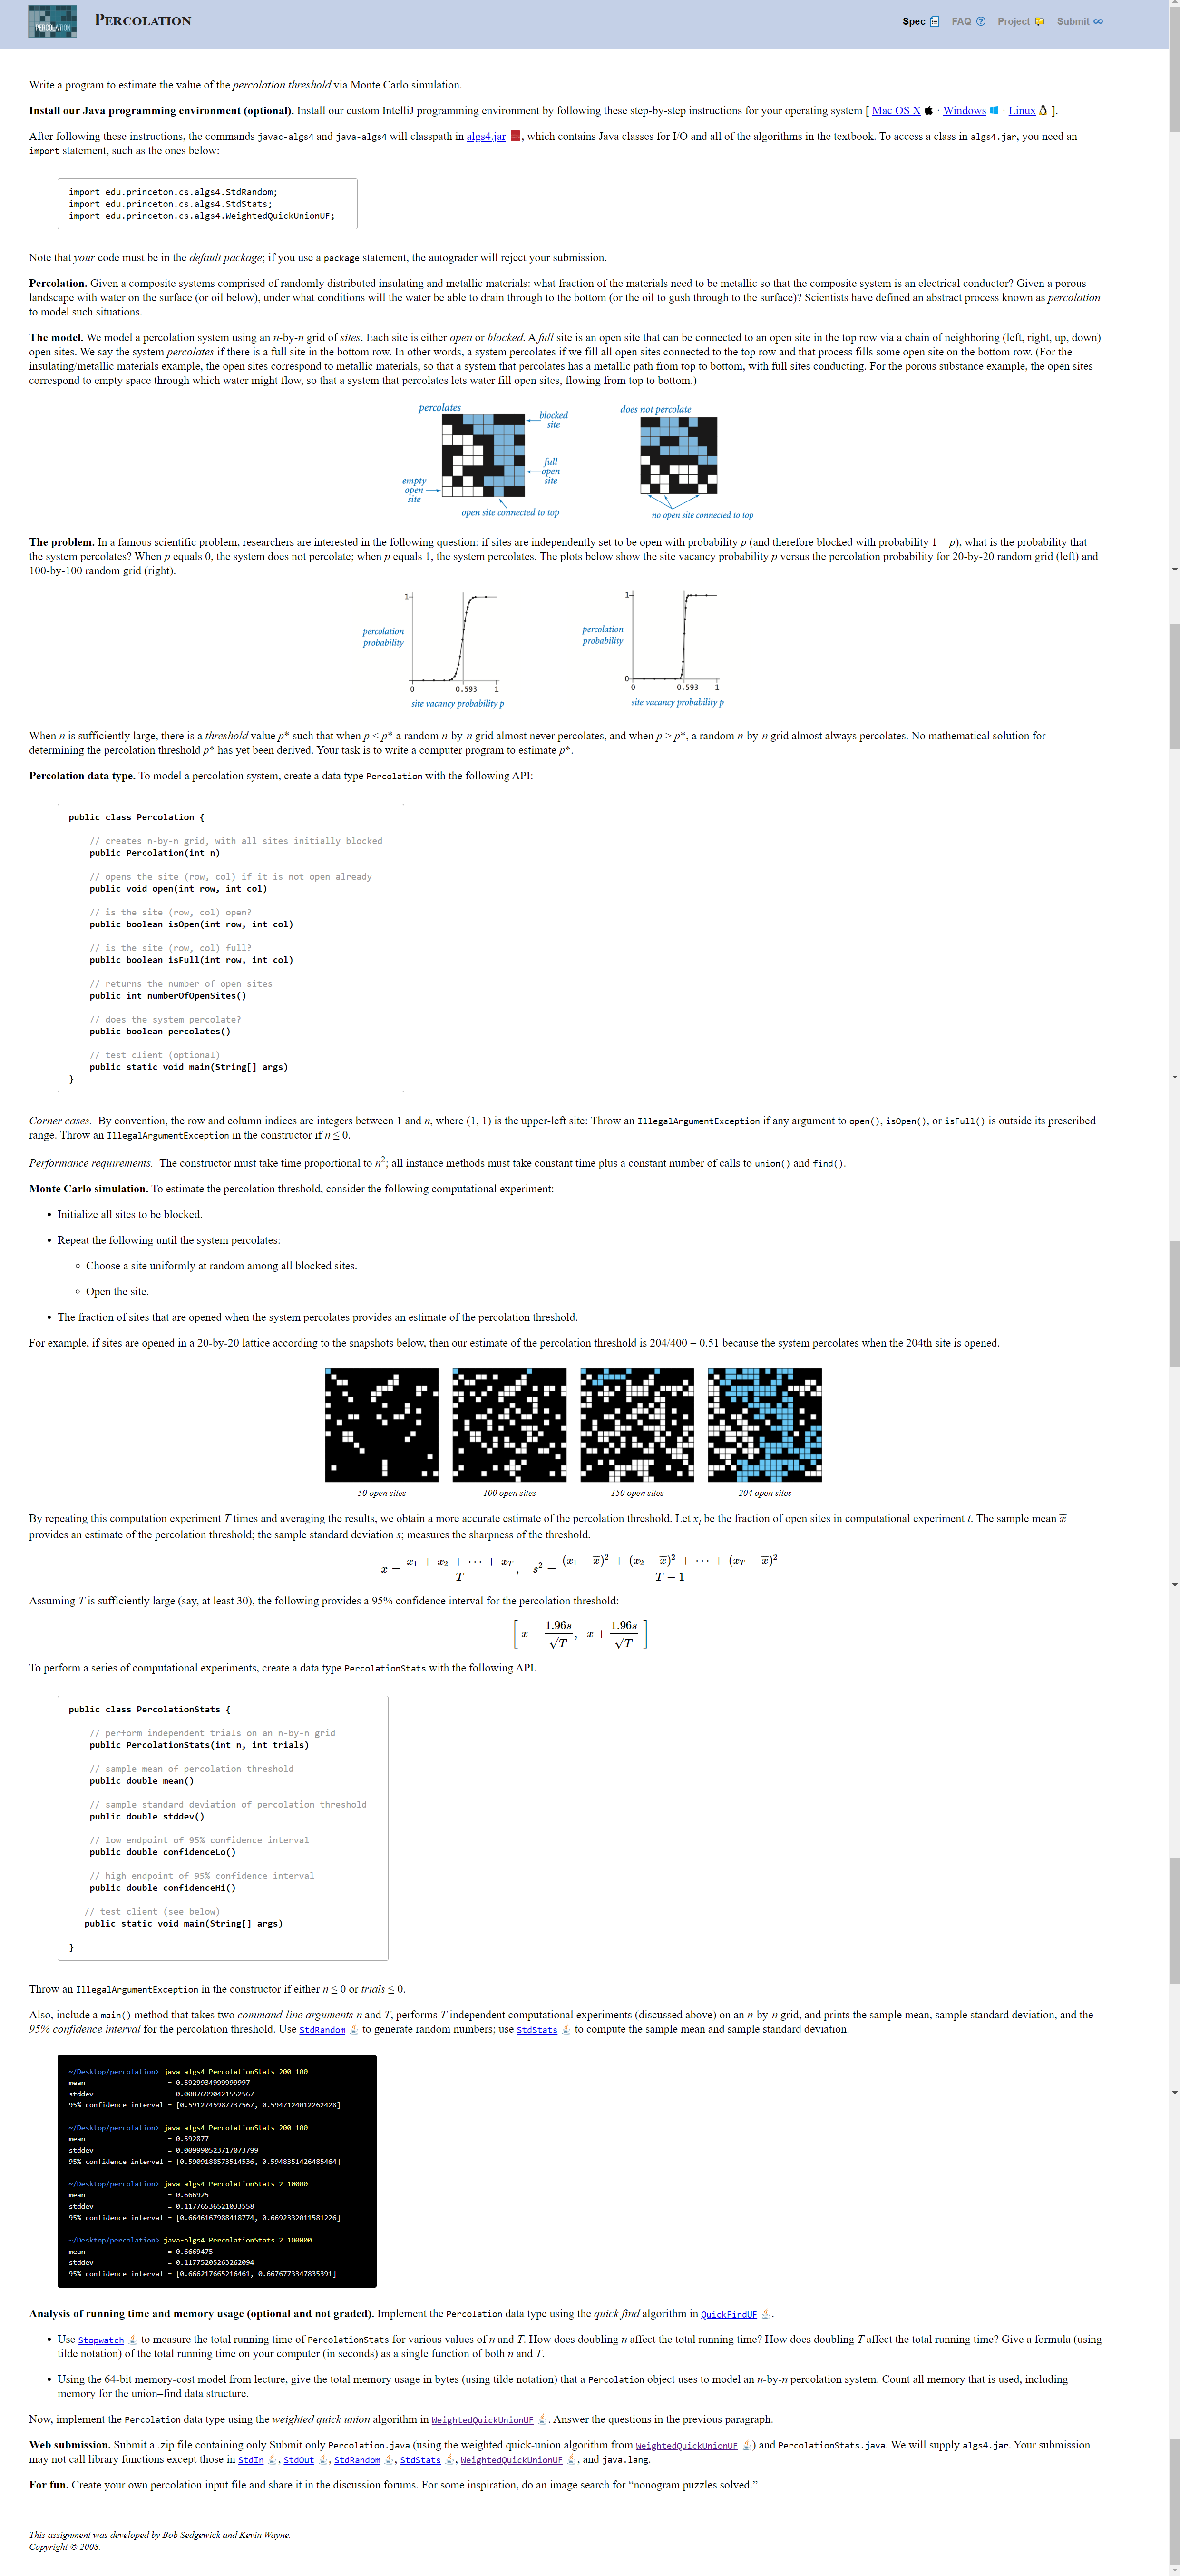 PERCOLATION
PERCOLATION
Spec FAQ Project Submit
Write a program to estimate the value of the percolation threshold via Monte Carlo simulation.
Install our Java programming environment (optional). Install our custom IntelliJ programming environment by following these step-by-step instructions for your operating system [ Mac OS X · Windows · Linux ].
After following these instructions, the commands javac-algs4 and java-algs4 will classpath in algs4.jar , which contains Java classes for I/O and all of the algorithms in the textbook. To access a class in algs4.jar, you need an
import statement, such as the ones below:
import edu.princeton.cs.algs4.StdRandom;
import edu.princeton.cs.algs4.StdStats;
import edu.princeton.cs.algs4.WeightedQuickUnionUF;
Note that your code must be in the default package; if you use a package statement, the autograder will reject your submission.
Percolation. Given a composite systems comprised of randomly distributed insulating and metallic materials: what fraction of the materials need to be metallic so that the composite system is an electrical conductor? Given a porous
landscape with water on the surface (or oil below), under what conditions will the water be able to drain through to the bottom (or the oil to gush through to the surface)? Scientists have defined an abstract process known as percolation
to model such situations.
The model. We model a percolation system using an n-by-n grid of sites. Each site is either open or blocked. A full site is an open site that can be connected to an open site in the top row via a chain of neighboring (left, right, up, down)
open sites. We say the system percolates if there is a full site in the bottom row. In other words, a system percolates if we fill all open sites connected to the top row and that process fills some open site on the bottom row. (For the
insulating/metallic materials example, the open sites correspond to metallic materials, so that a system that percolates has a metallic path from top to bottom, with full sites conducting. For the porous substance example, the open sites
correspond to empty space through which water might flow, so that a system that percolates lets water fill open sites, flowing from top to bottom.)
percolates
blocked
site
full
open
site
empty
open
site
open site connected to top
does not percolate
no open site connected to top
The problem. In a famous scientific problem, researchers are interested in the following question: if sites are independently set to be open with probability p (and therefore blocked with probability 1 − p), what is the probability that
the system percolates? When p equals 0, the system does not percolate; when p equals 1, the system percolates. The plots below show the site vacancy probability p versus the percolation probability for 20-by-20 random grid (left) and
100-by-100 random grid (right).
1
percolation
probability
0 0.593 1
site vacancy probability p
1
percolation
probability
0
0 0.593 1
site vacancy probability p
When n is sufficiently large, there is a threshold value p* such that when p < p* a random n-by-n grid almost never percolates, and when p > p*, a random n-by-n grid almost always percolates. No mathematical solution for
determining the percolation threshold p* has yet been derived. Your task is to write a computer program to estimate p*.
Percolation data type. To model a percolation system, create a data type Percolation with the following API:
public class Percolation {
// creates n-by-n grid, with all sites initially blocked
public Percolation(int n)
// opens the site (row, col) if it is not open already
public void open(int row, int col)
// is the site (row, col) open?
public boolean isOpen(int row, int col)
// is the site (row, col) full?
public boolean isFull(int row, int col)
// returns the number of open sites
public int numberOfOpenSites()
// does the system percolate?
public boolean percolates()
// test client (optional)
public static void main(String[] args)
}
Corner cases. By convention, the row and column indices are integers between 1 and n, where (1, 1) is the upper-left site: Throw an IllegalArgumentException if any argument to open(), isOpen(), or isFull() is outside its prescribed
range. Throw an IllegalArgumentException in the constructor if n ≤ 0.
Performance requirements. The constructor must take time proportional to n²; all instance methods must take constant time plus a constant number of calls to union() and find().
Monte Carlo simulation. To estimate the percolation threshold, consider the following computational experiment:
• Initialize all sites to be blocked.
• Repeat the following until the system percolates:
◦ Choose a site uniformly at random among all blocked sites.
◦ Open the site.
• The fraction of sites that are opened when the system percolates provides an estimate of the percolation threshold.
For example, if sites are opened in a 20-by-20 lattice according to the snapshots below, then our estimate of the percolation threshold is 204/400 = 0.51 because the system percolates when the 204th site is opened.
50 open sites 100 open sites 150 open sites 204 open sites
By repeating this computation experiment T times and averaging the results, we obtain a more accurate estimate of the percolation threshold. Let xₜ be the fraction of open sites in computational experiment t. The sample mean x̅
provides an estimate of the percolation threshold; the sample standard deviation s; measures the sharpness of the threshold.
x̅ = (x₁ + x₂ + ··· + x_T) / T, s² = ((x₁ − x̅)² + (x₂ − x̅)² + ··· + (x_T − x̅)²) / (T − 1)
Assuming T is sufficiently large (say, at least 30), the following provides a 95% confidence interval for the percolation threshold:
[ x̅ − 1.96s / √T, x̅ + 1.96s / √T ]
To perform a series of computational experiments, create a data type PercolationStats with the following API.
public class PercolationStats {
// perform independent trials on an n-by-n grid
public PercolationStats(int n, int trials)
// sample mean of percolation threshold
public double mean()
// sample standard deviation of percolation threshold
public double stddev()
// low endpoint of 95% confidence interval
public double confidenceLo()
// high endpoint of 95% confidence interval
public double confidenceHi()
// test client (see below)
public static void main(String[] args)
}
Throw an IllegalArgumentException in the constructor if either n ≤ 0 or trials ≤ 0.
Also, include a main() method that takes two command-line arguments n and T, performs T independent computational experiments (discussed above) on an n-by-n grid, and prints the sample mean, sample standard deviation, and the
95% confidence interval for the percolation threshold. Use StdRandom to generate random numbers; use StdStats to compute the sample mean and sample standard deviation.
~/Desktop/percolation> java-algs4 PercolationStats 200 100
mean = 0.5929934999999997
stddev = 0.00876990421552567
95% confidence interval = [0.5912745987737567, 0.5947124012262428]
~/Desktop/percolation> java-algs4 PercolationStats 200 100
mean = 0.592877
stddev = 0.009990523717073799
95% confidence interval = [0.5909188573514536, 0.5948351426485464]
~/Desktop/percolation> java-algs4 PercolationStats 2 10000
mean = 0.666925
stddev = 0.11776536521033558
95% confidence interval = [0.6646167988418774, 0.6692332011581226]
~/Desktop/percolation> java-algs4 PercolationStats 2 100000
mean = 0.6669475
stddev = 0.11775205263262094
95% confidence interval = [0.666217665216461, 0.6676773347835391]
Analysis of running time and memory usage (optional and not graded). Implement the Percolation data type using the quick find algorithm in QuickFindUF .
• Use Stopwatch to measure the total running time of PercolationStats for various values of n and T. How does doubling n affect the total running time? How does doubling T affect the total running time? Give a formula (using
tilde notation) of the total running time on your computer (in seconds) as a single function of both n and T.
• Using the 64-bit memory-cost model from lecture, give the total memory usage in bytes (using tilde notation) that a Percolation object uses to model an n-by-n percolation system. Count all memory that is used, including
memory for the union–find data structure.
Now, implement the Percolation data type using the weighted quick union algorithm in WeightedQuickUnionUF . Answer the questions in the previous paragraph.
Web submission. Submit a .zip file containing only Submit only Percolation.java (using the weighted quick-union algorithm from WeightedQuickUnionUF ) and PercolationStats.java. We will supply algs4.jar. Your submission
may not call library functions except those in StdIn , StdOut , StdRandom , StdStats , WeightedQuickUnionUF , and java.lang.
For fun. Create your own percolation input file and share it in the discussion forums. For some inspiration, do an image search for “nonogram puzzles solved.”
This assignment was developed by Bob Sedgewick and Kevin Wayne.
Copyright © 2008.